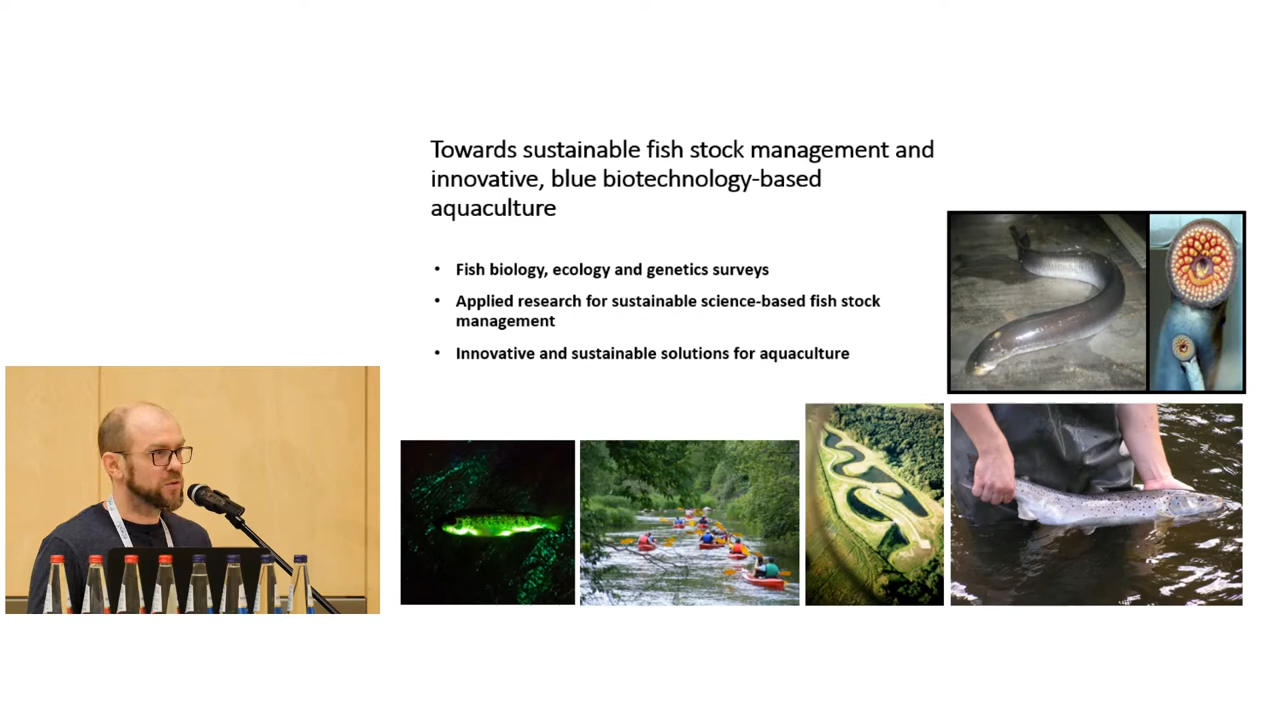 Towards sustainable fish stock management and
innovative, blue biotechnology-based
aquaculture
• Fish biology, ecology and genetics surveys
• Applied research for sustainable science-based fish stock
management
• Innovative and sustainable solutions for aquaculture